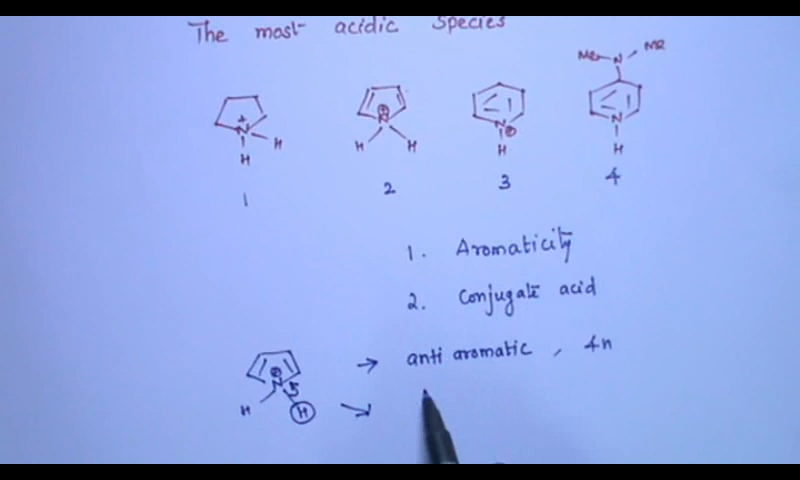 The most acidic Species
Me N Me
N + H H
N ⊕ H H
N ⊕ H
N H
1 2 3 4
1. Aromaticity
2. Conjugate acid
→ anti aromatic, 4n
N ⊕ H H →